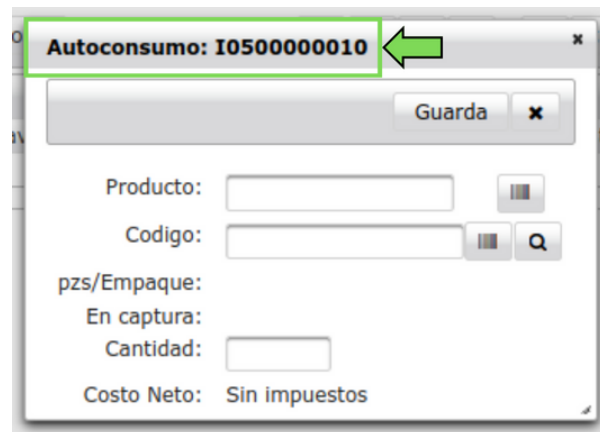 Autoconsumo: I0500000010
Guarda
Producto:
Codigo:
pzs/Empaque:
En captura:
Cantidad:
Costo Neto: Sin impuestos